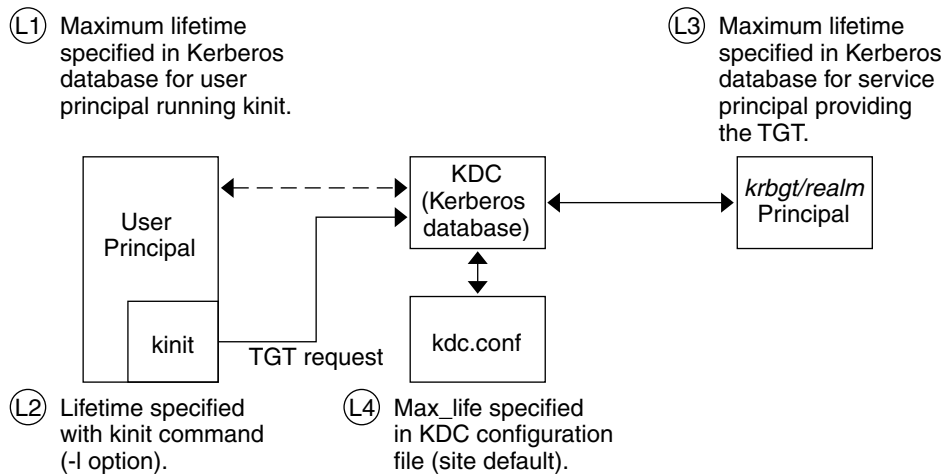 L1 Maximum lifetime
specified in Kerberos
database for user
principal running kinit.
L3 Maximum lifetime
specified in Kerberos
database for service
principal providing
the TGT.
User
Principal
KDC
(Kerberos
database)
krbgt/realm
Principal
kinit
TGT request
kdc.conf
L2 Lifetime specified
with kinit command
(-l option).
L4 Max_life specified
in KDC configuration
file (site default).